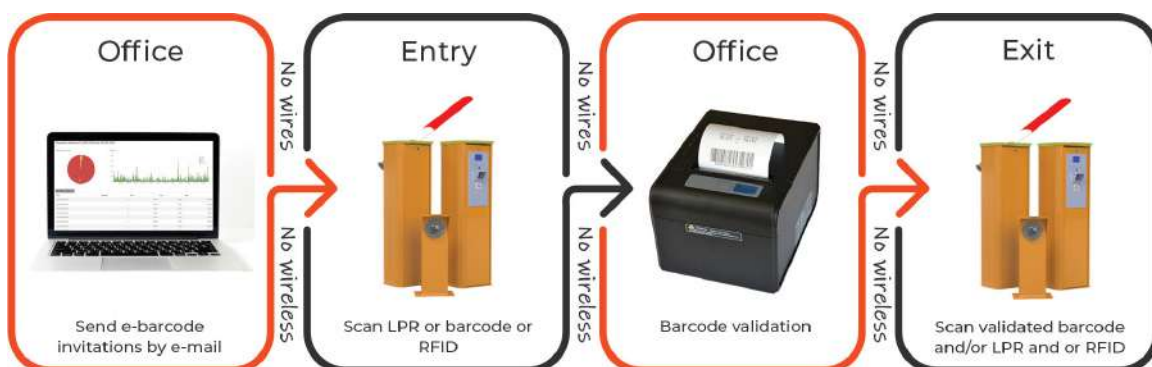 Office
Entry
Office
Exit
No wires
No wires
No wires
No wireless
No wireless
No wireless
Send e-barcode
invitations by e-mail
Scan LPR or barcode or
RFID
Barcode validation
Scan validated barcode
and/or LPR and or RFID